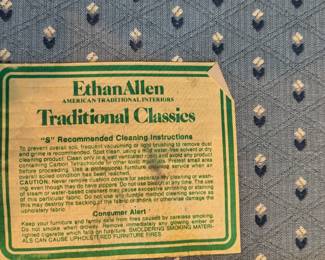 Ethan Allen
AMERICAN TRADITIONAL INTERIORS
Traditional Classics
"S" Recommended Cleaning Instructions
To prevent overall soil, frequent vacuuming or light brushing to remove dust
and grime is recommended. Spot clean, using a mild water-free solvent or dry
cleaning product. Clean only in a well ventilated room and avoid any product
containing Carbon Tetrachloride or other toxic materials. Pretest small area
before proceeding. Use a professional furniture cleaning service when an
overall soiled condition has been reached.
CAUTION: Never remove cushion covers for separate dry cleaning or wash-
ing even though they do have zippers. Do not use any time. The use
of steam or water-based cleaners may cause excessive shrinking or staining
of this particular fabric. Do not use any tumble method cleaning service as
this may destroy the backing of the fabric or shrink, or otherwise damage the
upholstery fabric.
Consumer Alert
Keep your furniture and family safe from fires caused by careless smoking.
Do not smoke when drowsy. Remove immediately any glowing ember or
lighted cigarette which falls on furniture. SMOLDERING SMOKING MATERI-
ALS CAN CAUSE UPHOLSTERED FURNITURE FIRES.